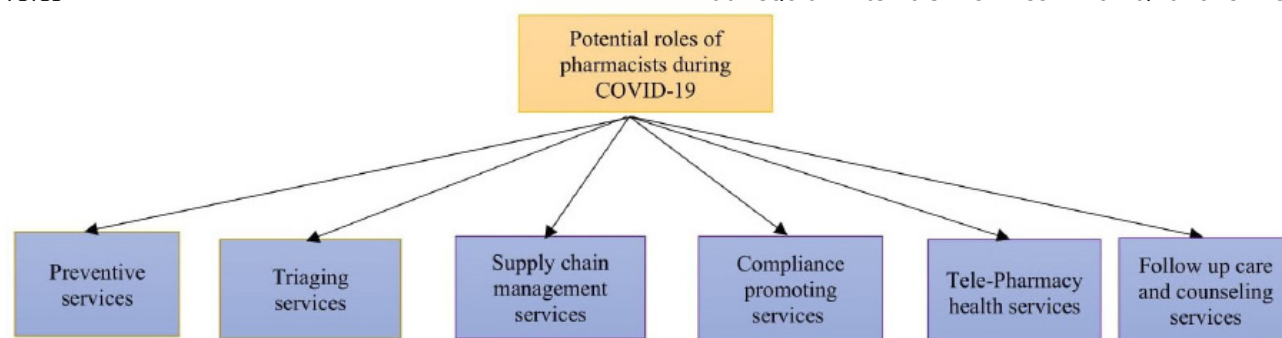 Potential roles of
pharmacists during
COVID-19
Preventive
services
Triaging
services
Supply chain
management
services
Compliance
promoting
services
Tele-Pharmacy
health services
Follow up care
and counseling
services